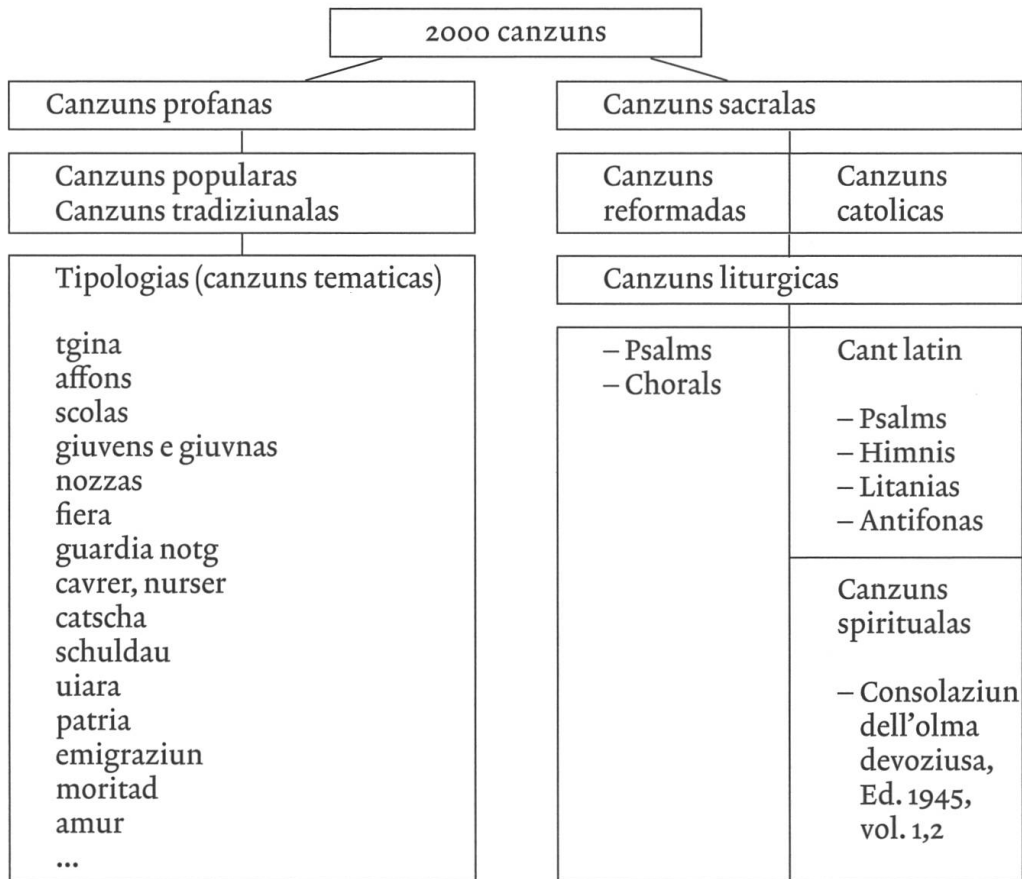 2000 canzuns
Canzuns profanas
Canzuns popularas
Canzuns tradiziunalas
Tipologias (canzuns tematicas)
tgina
affons
scolas
giuvens e giuvnas
nozzas
fiera
guardia notg
cavrer, nurser
catscha
schuldau
uiara
patria
emigraziun
moritad
amur
...
Canzuns sacralas
Canzuns
reformadas
Canzuns
catolicas
Canzuns liturgicas
– Psalms
– Chorals
Cant latin
– Psalms
– Himnis
– Litanias
– Antifonas
Canzuns
spiritualas
– Consolaziun
dell’olma
devoziusa,
Ed. 1945,
vol. 1,2